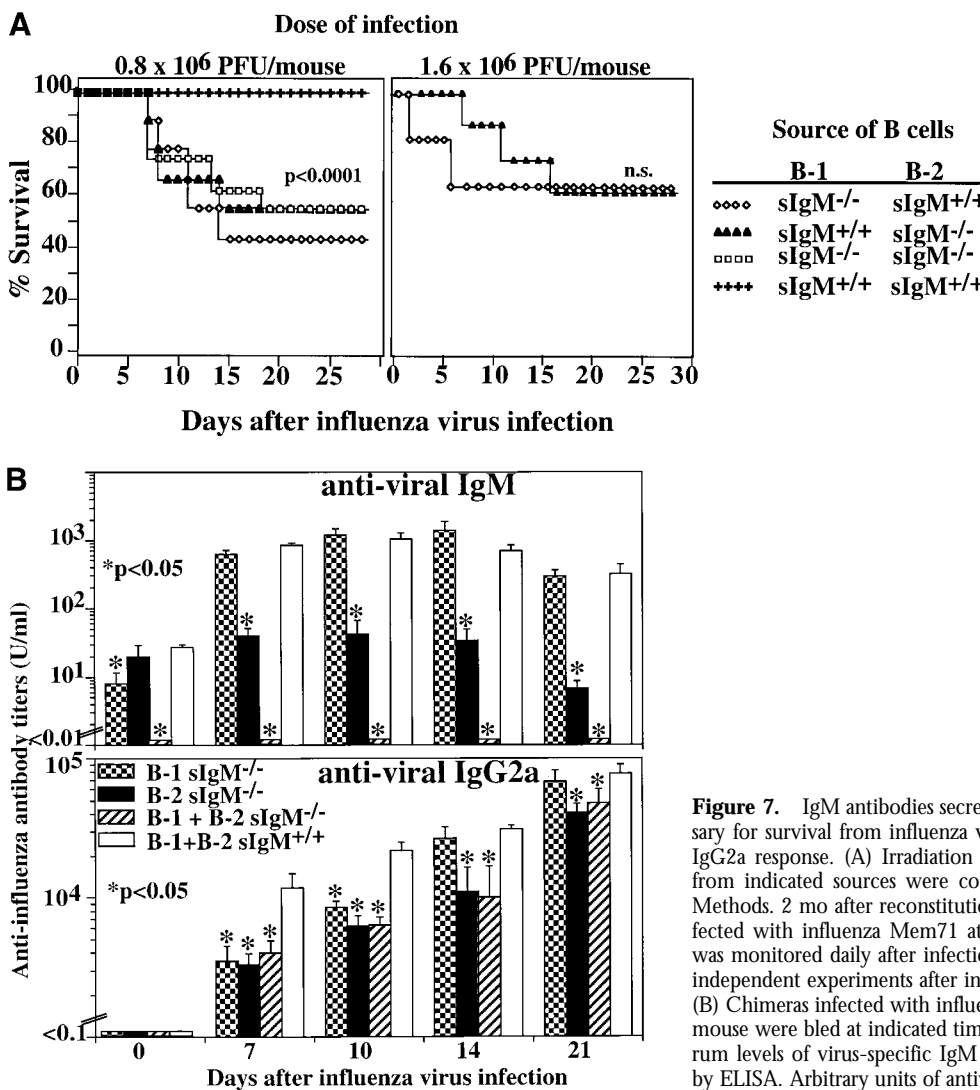 A
Dose of infection
0.8 x 10⁶ PFU/mouse
1.6 x 10⁶ PFU/mouse
% Survival
100
80
60
40
20
0
p<0.0001
n.s.
0 5 10 15 20 25
0 5 10 15 20 25 30
Days after influenza virus infection
Source of B cells
B-1 B-2
sIgM-/- sIgM+/+
sIgM+/+ sIgM-/-
sIgM-/- sIgM-/-
sIgM+/+ sIgM+/+
B
Anti-influenza antibody titers (U/ml)
anti-viral IgM
*p<0.05
10³
10²
10¹
<0.01
* * * * * * * * * *
anti-viral IgG2a
10⁵
10⁴
<0.1
B-1 sIgM-/-
B-2 sIgM-/-
B-1 + B-2 sIgM-/-
B-1+B-2 sIgM+/+
*p<0.05
* * * * * * * * * *
0 7 10 14 21
Days after influenza virus infection
Figure 7. IgM antibodies secre
sary for survival from influenza v
IgG2a response. (A) Irradiation
from indicated sources were co
Methods. 2 mo after reconstitutio
fected with influenza Mem71 at
was monitored daily after infectio
independent experiments after in
(B) Chimeras infected with influe
mouse were bled at indicated tim
rum levels of virus-specific IgM
by ELISA. Arbitrary units of antiv